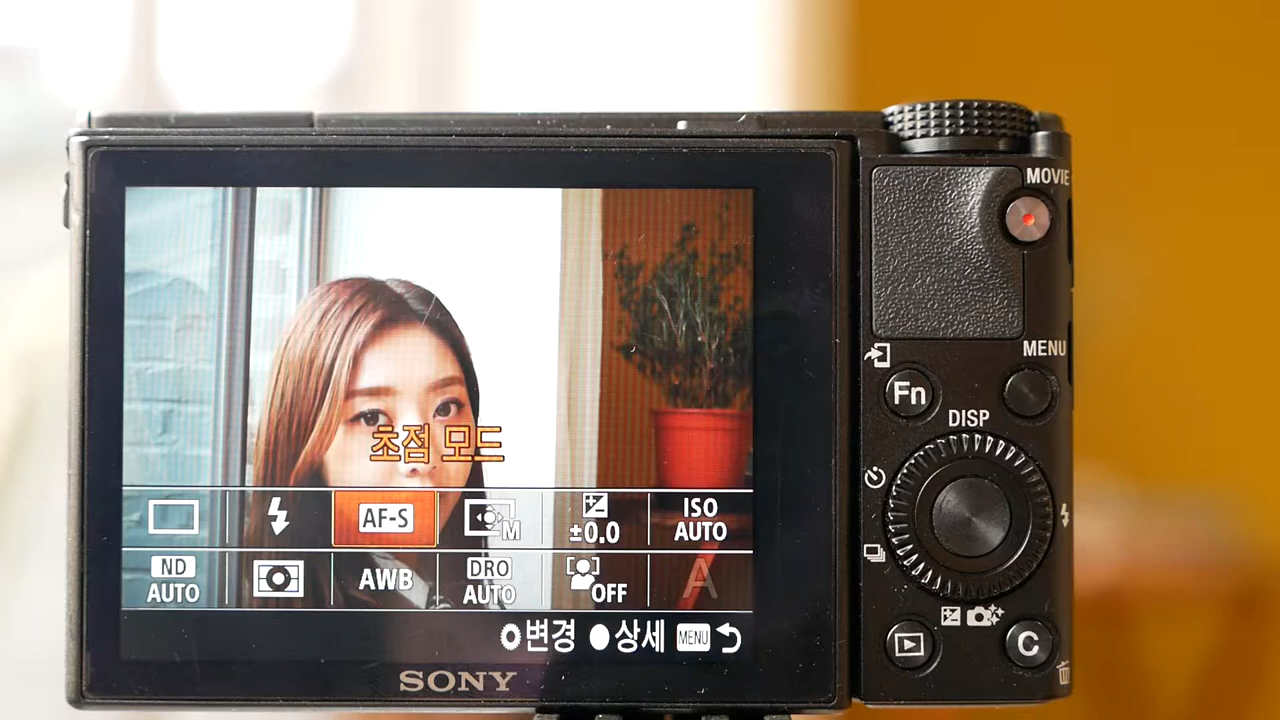 MOVIE
MENU
Fn
DISP
초점 모드
AF-S
M
±0.0
ISO
AUTO
ND
AUTO
AWB
DRO
AUTO
OFF
A
변경 상세 MENU
C
SONY